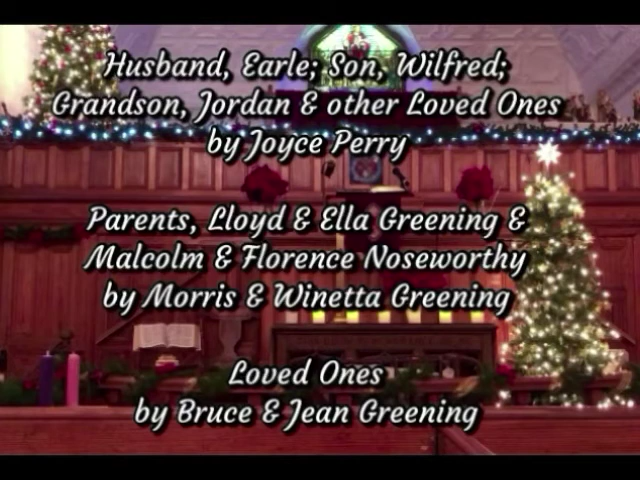 Husband, Earle; Son, Wilfred;
Grandson, Jordan & other Loved Ones
by Joyce Perry
Parents, Lloyd & Ella Greening &
Malcolm & Florence Noseworthy
by Morris & Winetta Greening
Loved Ones
by Bruce & Jean Greening